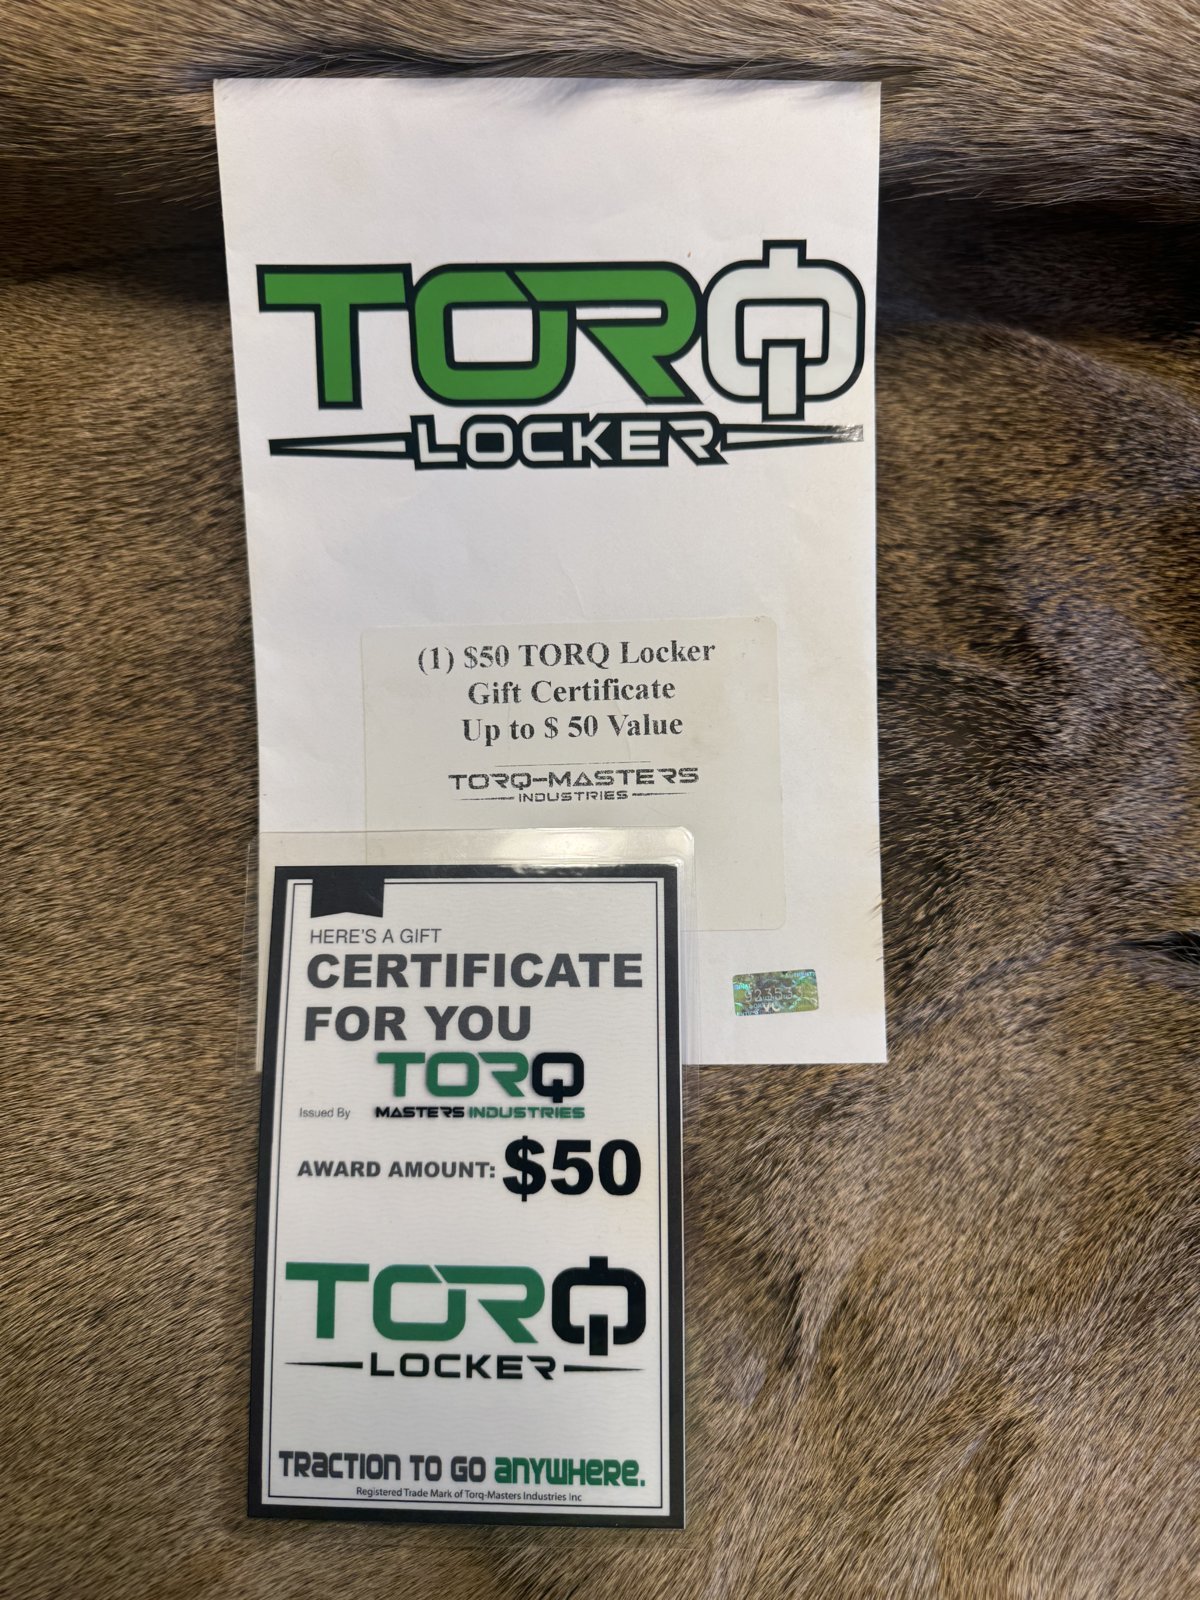 TORQ
LOCKER
(1) $50 TORQ Locker
Gift Certificate
Up to $ 50 Value
TORQ-MASTERS
INDUSTRIES
HERE'S A GIFT
CERTIFICATE
FOR YOU
TORQ
Issued By MASTERS INDUSTRIES
AWARD AMOUNT: $50
TORQ
LOCKER
TRACTION TO GO ANYWHERE.
Registered Trade Mark of Torq-Masters Industries Inc